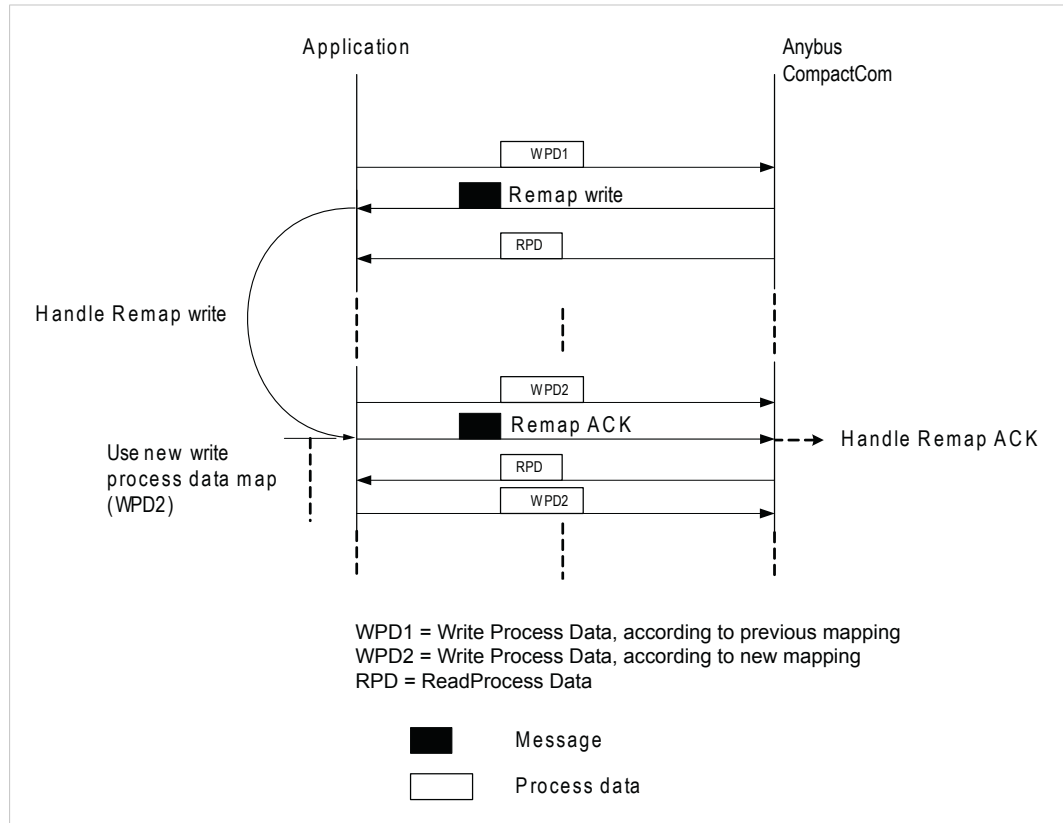 Application
Anybus
CompactCom
WPD1
Remap write
RPD
Handle Remap write
WPD2
Remap ACK
Handle Remap ACK
Use new write
process data map
(WPD2)
RPD
WPD2
WPD1 = Write Process Data, according to previous mapping
WPD2 = Write Process Data, according to new mapping
RPD = ReadProcess Data
Message
Process data